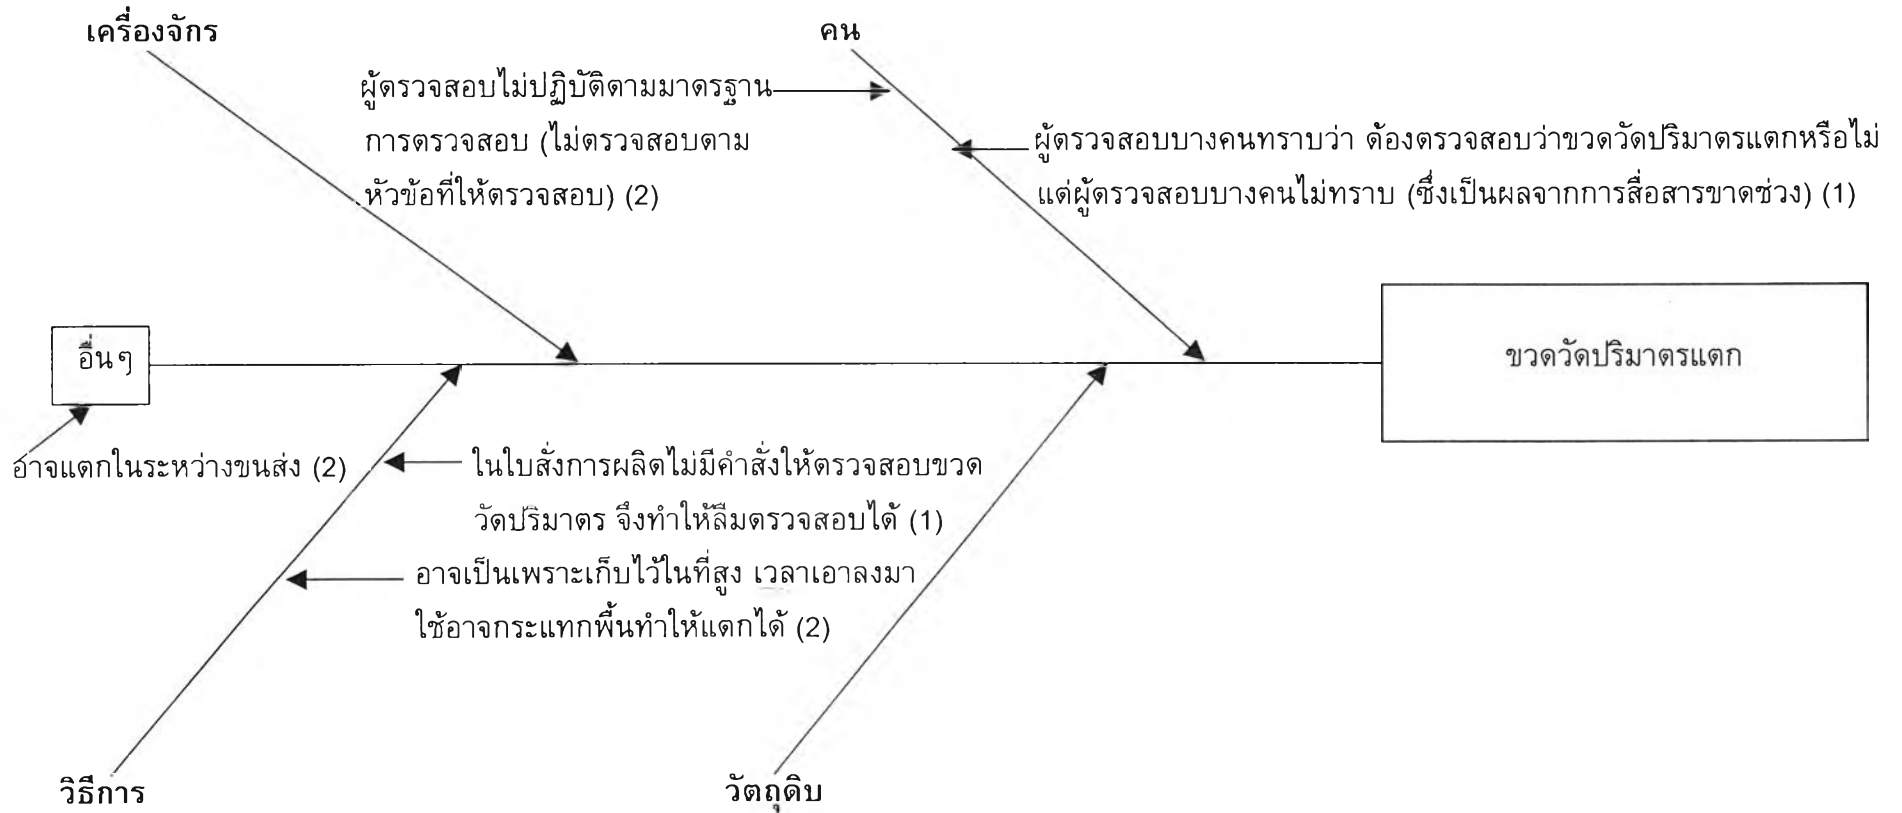 เครื่องจักร
คน
ผู้ตรวจสอบไม่ปฏิบัติตามมาตรฐาน
การตรวจสอบ (ไม่ตรวจสอบตาม
หัวข้อที่ให้ตรวจสอบ) (2)
ผู้ตรวจสอบบางคนทราบว่า ต้องตรวจสอบว่าขวดวัดปริมาตรแตกหรือไม่
แต่ผู้ตรวจสอบบางคนไม่ทราบ (ซึ่งเป็นผลจากการสื่อสารขาดช่วง) (1)
อื่นๆ
ขวดวัดปริมาตรแตก
อาจแตกในระหว่างขนส่ง (2)
ในใบสั่งการผลิตไม่มีคำสั่งให้ตรวจสอบขวด
วัดปริมาตร จึงทำให้ลืมตรวจสอบได้ (1)
อาจเป็นเพราะเก็บไว้ในที่สูง เวลาเอาลงมา
ใช้อาจกระแทกพื้นทำให้แตกได้ (2)
วิธีการ
วัตถุดิบ